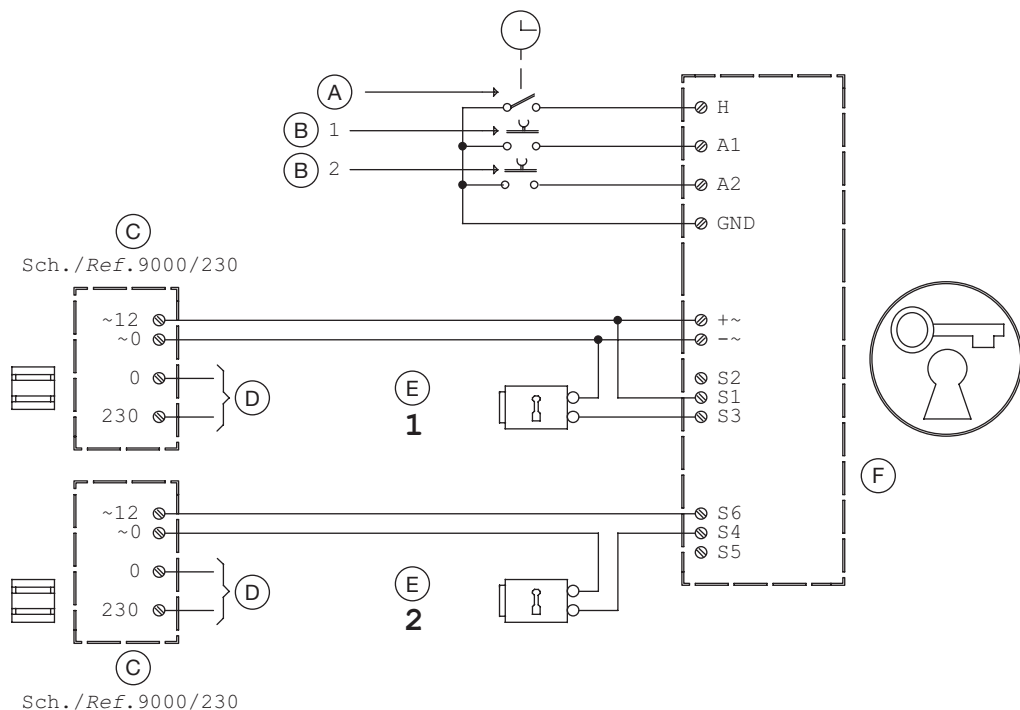 A
H
B 1
A1
B 2
A2
GND
C
Sch./Ref.9000/230
~12
+~
~0
-~
0
S2
D
E
S1
230
1
S3
F
~12
S6
~0
S4
S5
0
D
E
230
2
C
Sch./Ref.9000/230